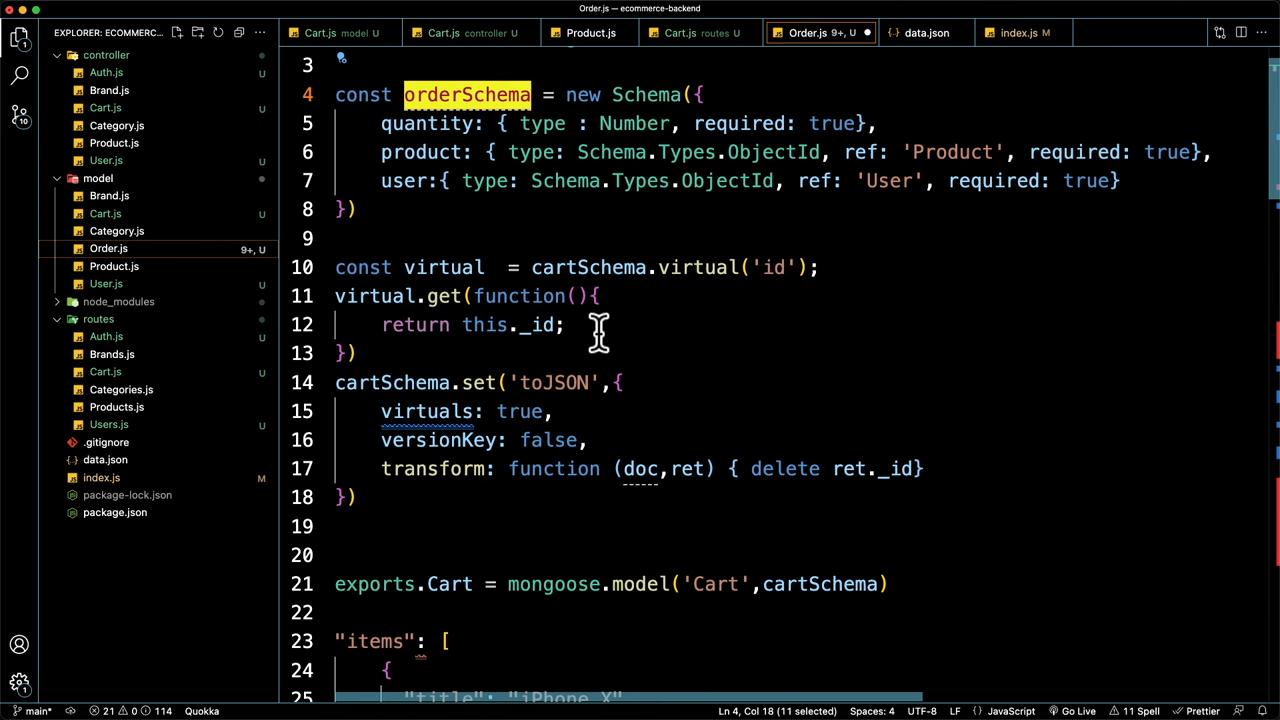 Order.js — ecommerce-backend
EXPLORER: ECOMMERC...
Cart.js model U
Cart.js controller
Product.js
Cart.js routes U
Order.js 9+, U
data.json
index.js M
controller
Auth.js U
Brand.js
Cart.js U
Category.js
Product.js
User.js U
model
Brand.js
Cart.js U
Category.js
Order.js 9+, U
Product.js
User.js U
node_modules
routes
Auth.js U
Brands.js
Cart.js U
Categories.js
Products.js
Users.js U
.gitignore
data.json
index.js M
package-lock.json
package.json
3
4 const orderSchema = new Schema({
5 quantity: { type : Number, required: true},
6 product: { type: Schema.Types.ObjectId, ref: 'Product', required: true},
7 user:{ type: Schema.Types.ObjectId, ref: 'User', required: true}
8 })
9
10 const virtual  = cartSchema.virtual('id');
11 virtual.get(function(){
12 return this._id;
13 })
14 cartSchema.set('toJSON',{
15 virtuals: true,
16 versionKey: false,
17 transform: function (doc,ret) { delete ret._id}
18 })
19
20
21 exports.Cart = mongoose.model('Cart',cartSchema)
22
23 "items": [
24 {
25 "title": "iPhone X"
main* 21 0 114 Quokka Ln 4, Col 18 (11 selected) Spaces: 4 UTF-8 LF {} JavaScript Go Live 11 Spell Prettier